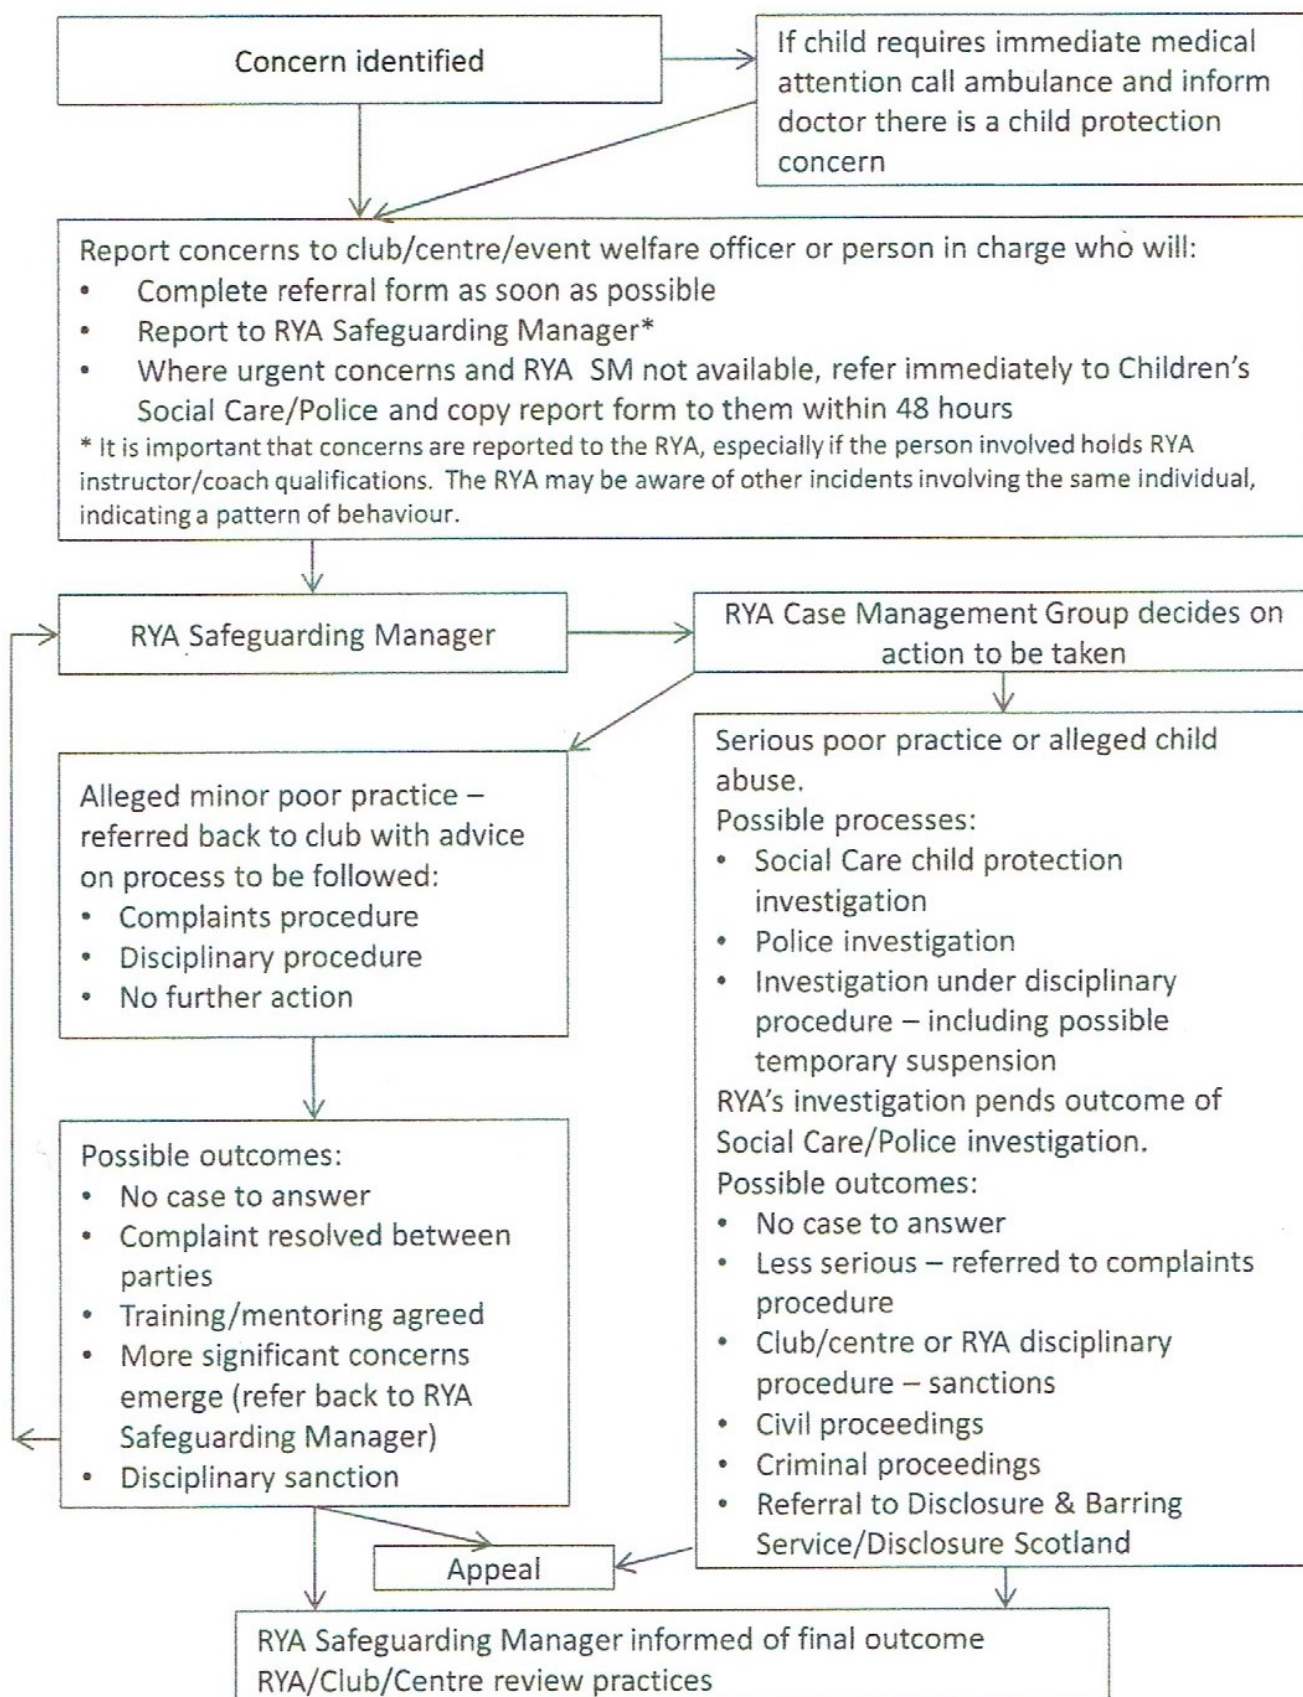 Concern identified
If child requires immediate medical
attention call ambulance and inform
doctor there is a child protection
concern
Report concerns to club/centre/event welfare officer or person in charge who will:
• Complete referral form as soon as possible
• Report to RYA Safeguarding Manager*
• Where urgent concerns and RYA SM not available, refer immediately to Children's
Social Care/Police and copy report form to them within 48 hours
* It is important that concerns are reported to the RYA, especially if the person involved holds RYA
instructor/coach qualifications. The RYA may be aware of other incidents involving the same individual,
indicating a pattern of behaviour.
RYA Safeguarding Manager
RYA Case Management Group decides on
action to be taken
Alleged minor poor practice –
referred back to club with advice
on process to be followed:
• Complaints procedure
• Disciplinary procedure
• No further action
Possible outcomes:
• No case to answer
• Complaint resolved between
parties
• Training/mentoring agreed
• More significant concerns
emerge (refer back to RYA
Safeguarding Manager)
• Disciplinary sanction
Serious poor practice or alleged child
abuse.
Possible processes:
• Social Care child protection
investigation
• Police investigation
• Investigation under disciplinary
procedure – including possible
temporary suspension
RYA's investigation pends outcome of
Social Care/Police investigation.
Possible outcomes:
• No case to answer
• Less serious – referred to complaints
procedure
• Club/centre or RYA disciplinary
procedure – sanctions
• Civil proceedings
• Criminal proceedings
• Referral to Disclosure & Barring
Service/Disclosure Scotland
Appeal
RYA Safeguarding Manager informed of final outcome
RYA/Club/Centre review practices